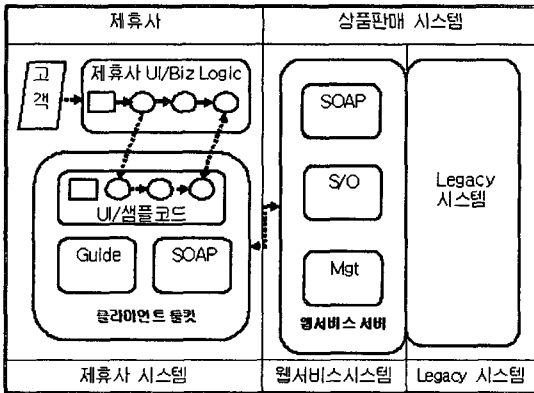 제휴사
상품판매 시스템
고
객
제휴사 UI/Biz Logic
UI/샘플코드
Guide
SOAP
클라이언트 툴킷
SOAP
S/O
Mgt
웹서비스 서버
Legacy
시스템
제휴사 시스템
웹서비스시스템
Legacy 시스템